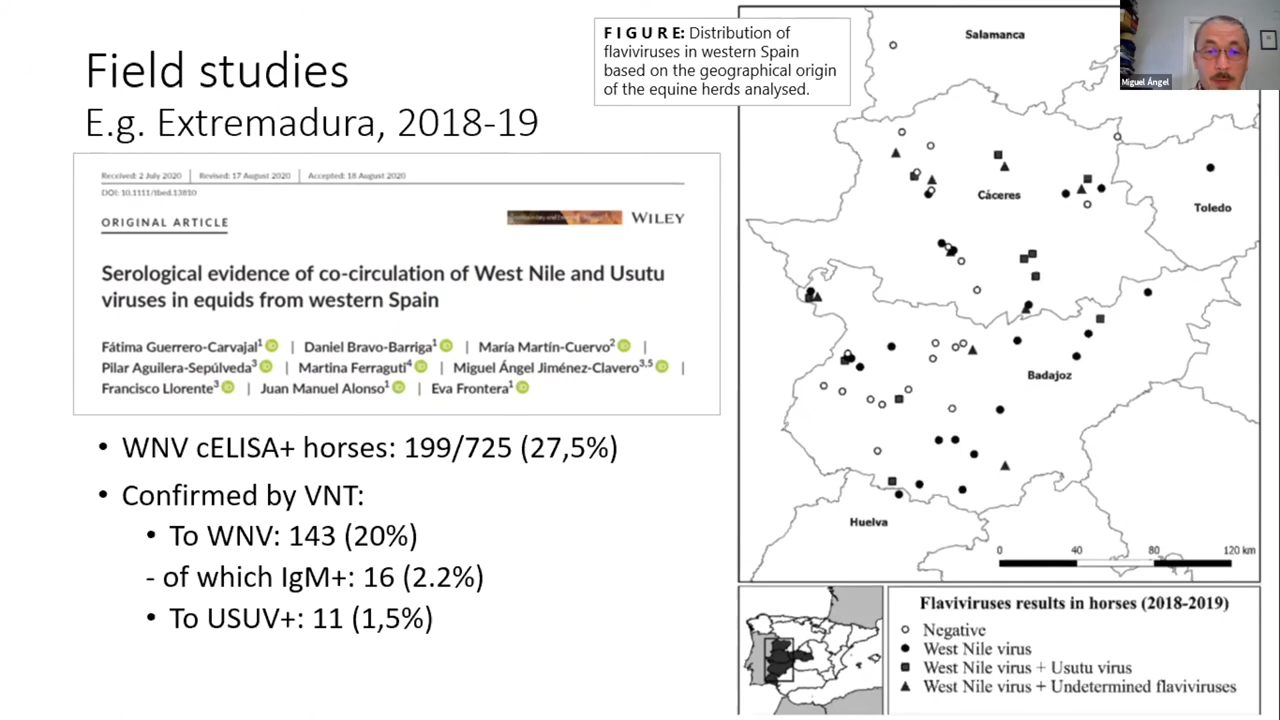 Field studies
E.g. Extremadura, 2018-19
FIGURE: Distribution of
flaviviruses in western Spain
based on the geographical origin
of the equine herds analysed.
Miguel Ángel
Received: 2 July 2020 | Revised: 17 August 2020 | Accepted: 18 August 2020
DOI: 10.1111/tbed.13810
ORIGINAL ARTICLE
WILEY
Serological evidence of co-circulation of West Nile and Usutu
viruses in equids from western Spain
Fátima Guerrero-Carvajal1 | Daniel Bravo-Barriga1 | María Martín-Cuervo2 |
Pilar Aguilera-Sepúlveda3 | Martina Ferraguti4 | Miguel Ángel Jiménez-Clavero3,5 |
Francisco Llorente3 | Juan Manuel Alonso1 | Eva Frontera1
• WNV cELISA+ horses: 199/725 (27,5%)
• Confirmed by VNT:
• To WNV: 143 (20%)
- of which IgM+: 16 (2.2%)
• To USUV+: 11 (1,5%)
Salamanca
Cáceres
Toledo
Badajoz
Huelva
0 40 80 120 km
Flaviviruses results in horses (2018-2019)
Negative
West Nile virus
West Nile virus + Usutu virus
West Nile virus + Undetermined flaviviruses